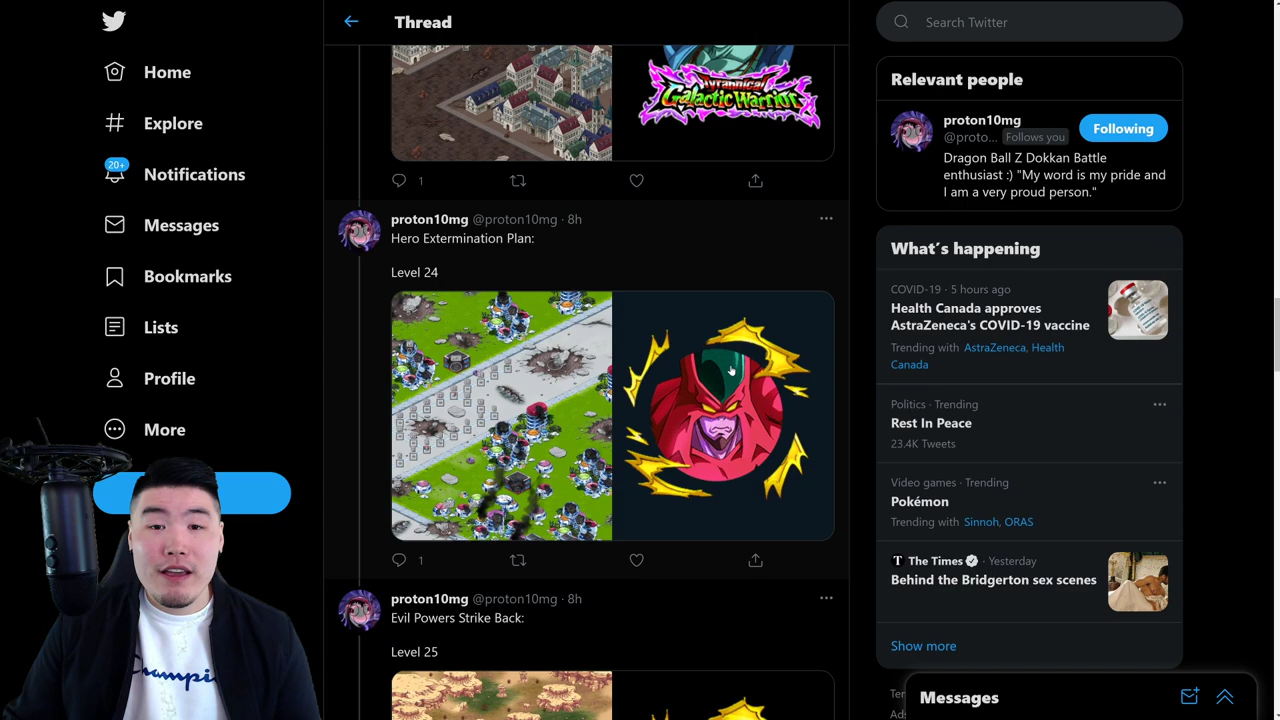 Home
Explore
20+
Notifications
Messages
Bookmarks
Lists
Profile
More
Thread
Tyrannical
Galactic Warrior
1
proton10mg @proton10mg · 8h
Hero Extermination Plan:
Level 24
1
proton10mg @proton10mg · 8h
Evil Powers Strike Back:
Level 25
Search Twitter
Relevant people
proton10mg
@proto... Follows you
Following
Dragon Ball Z Dokkan Battle
enthusiast :) "My word is my pride and
I am a very proud person."
What's happening
COVID-19 · 5 hours ago
Health Canada approves
AstraZeneca's COVID-19 vaccine
Trending with AstraZeneca, Health
Canada
Politics · Trending
Rest In Peace
23.4K Tweets
Video games · Trending
Pokémon
Trending with Sinnoh, ORAS
T The Times · Yesterday
Behind the Bridgerton sex scenes
Show more
Messages
Champion